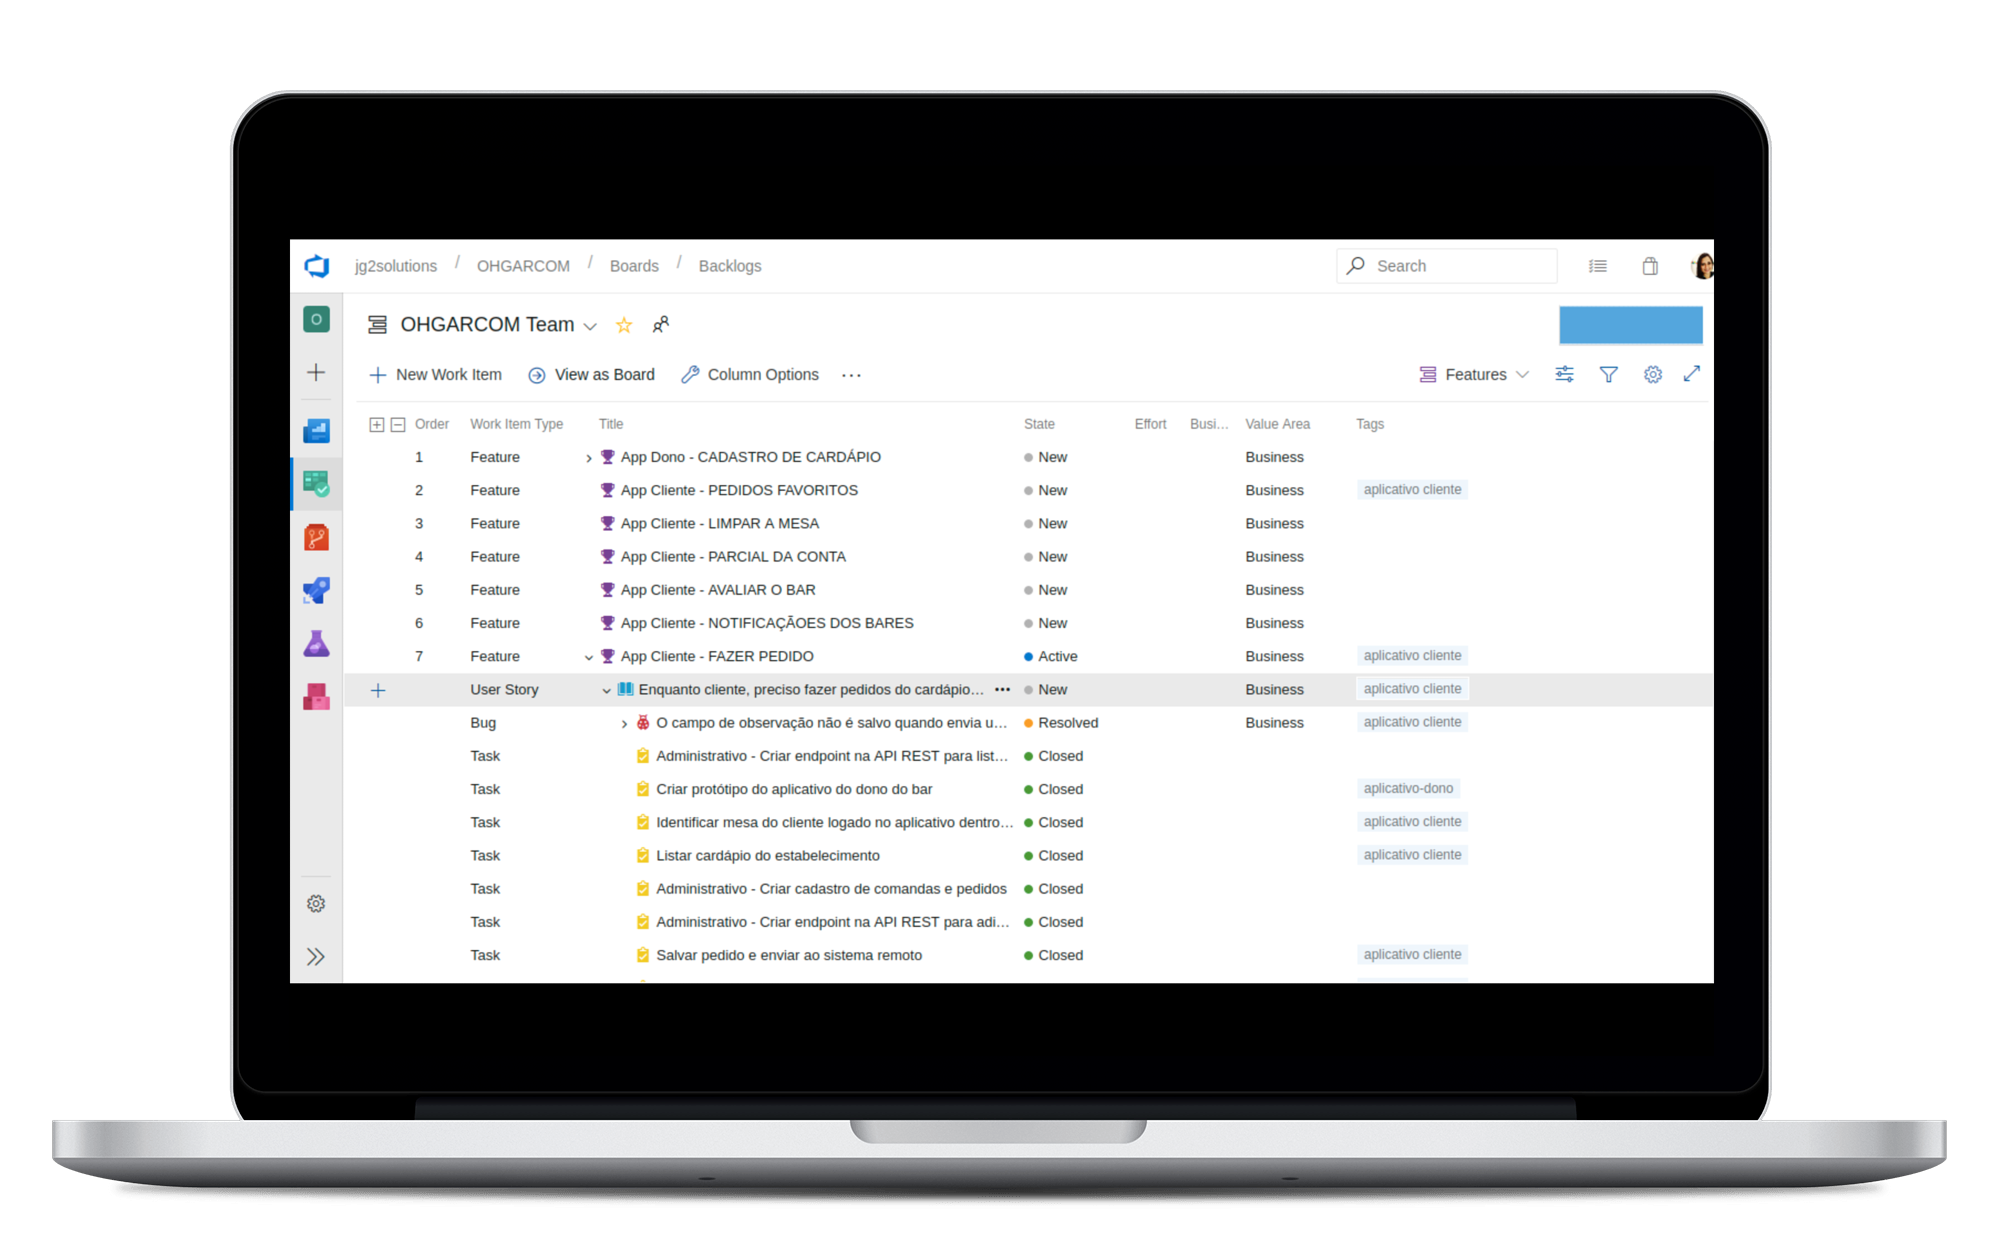 jg2solutions / OHGARCOM / Boards / Backlogs Search
O OHGARCOM Team
New Work Item View as Board Column Options ... Features
Order Work Item Type Title State Effort Busi... Value Area Tags
1 Feature App Dono - CADASTRO DE CARDÁPIO New Business
2 Feature App Cliente - PEDIDOS FAVORITOS New Business aplicativo cliente
3 Feature App Cliente - LIMPAR A MESA New Business
4 Feature App Cliente - PARCIAL DA CONTA New Business
5 Feature App Cliente - AVALIAR O BAR New Business
6 Feature App Cliente - NOTIFICAÇÃOES DOS BARES New Business
7 Feature App Cliente - FAZER PEDIDO Active Business aplicativo cliente
User Story Enquanto cliente, preciso fazer pedidos do cardápio... ••• New Business aplicativo cliente
Bug O campo de observação não é salvo quando envia u... Resolved Business aplicativo cliente
Task Administrativo - Criar endpoint na API REST para list... Closed
Task Criar protótipo do aplicativo do dono do bar Closed aplicativo-dono
Task Identificar mesa do cliente logado no aplicativo dentro... Closed aplicativo cliente
Task Listar cardápio do estabelecimento Closed aplicativo cliente
Task Administrativo - Criar cadastro de comandas e pedidos Closed
Task Administrativo - Criar endpoint na API REST para adi... Closed
Task Salvar pedido e enviar ao sistema remoto Closed aplicativo cliente